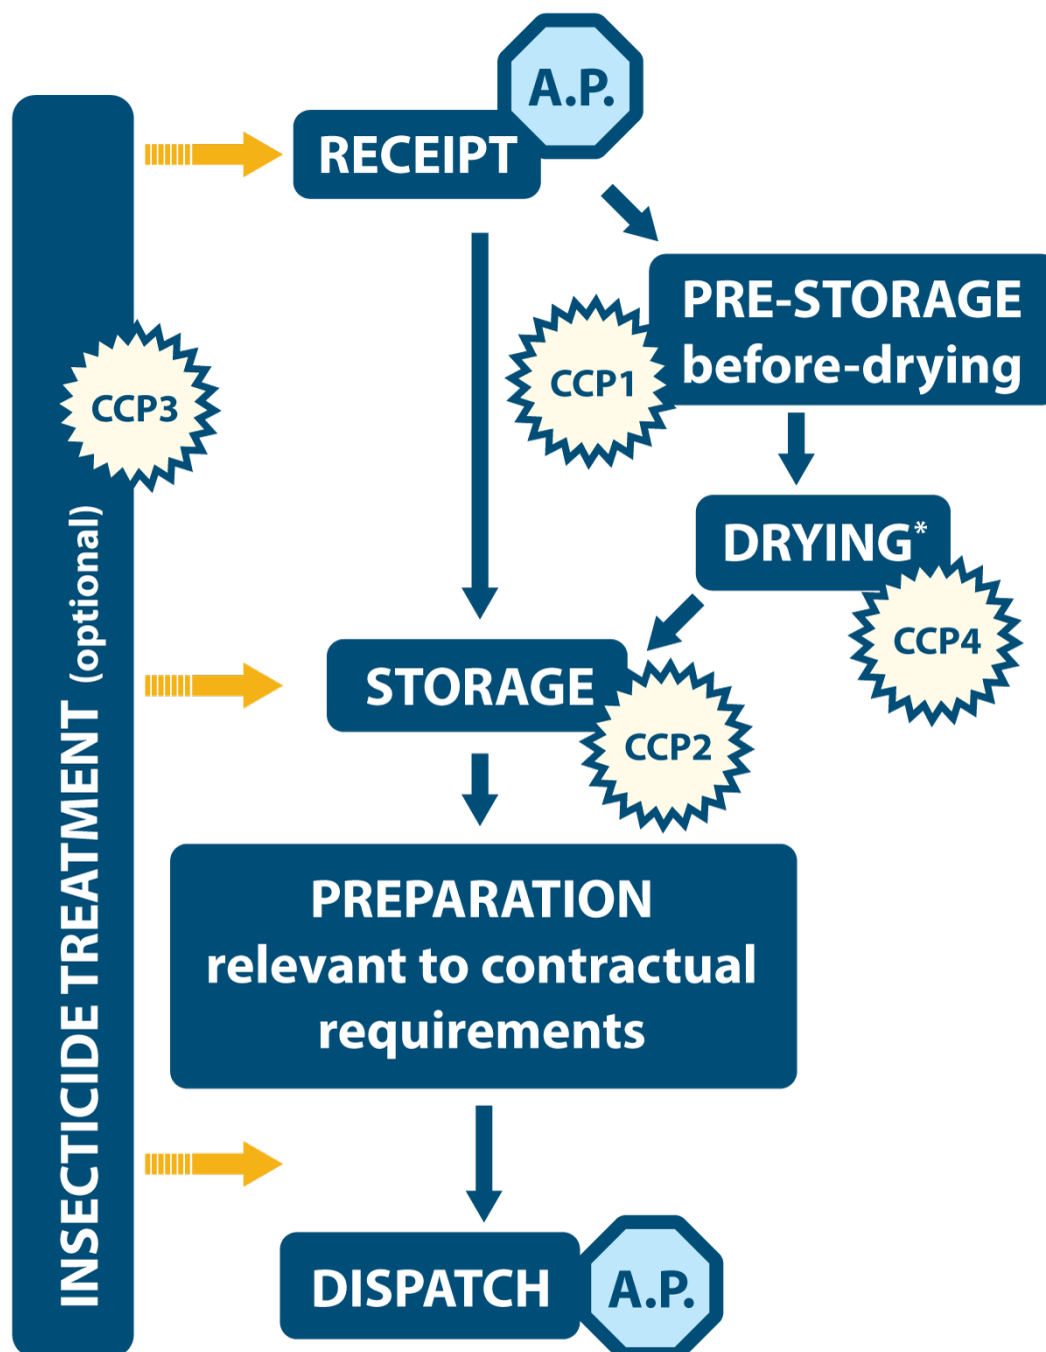 A.P.
RECEIPT
PRE-STORAGE
before-drying
CCP1
CCP3
DRYING*
CCP4
STORAGE
CCP2
INSECTICIDE TREATMENT (optional)
PREPARATION
relevant to contractual
requirements
DISPATCH
A.P.